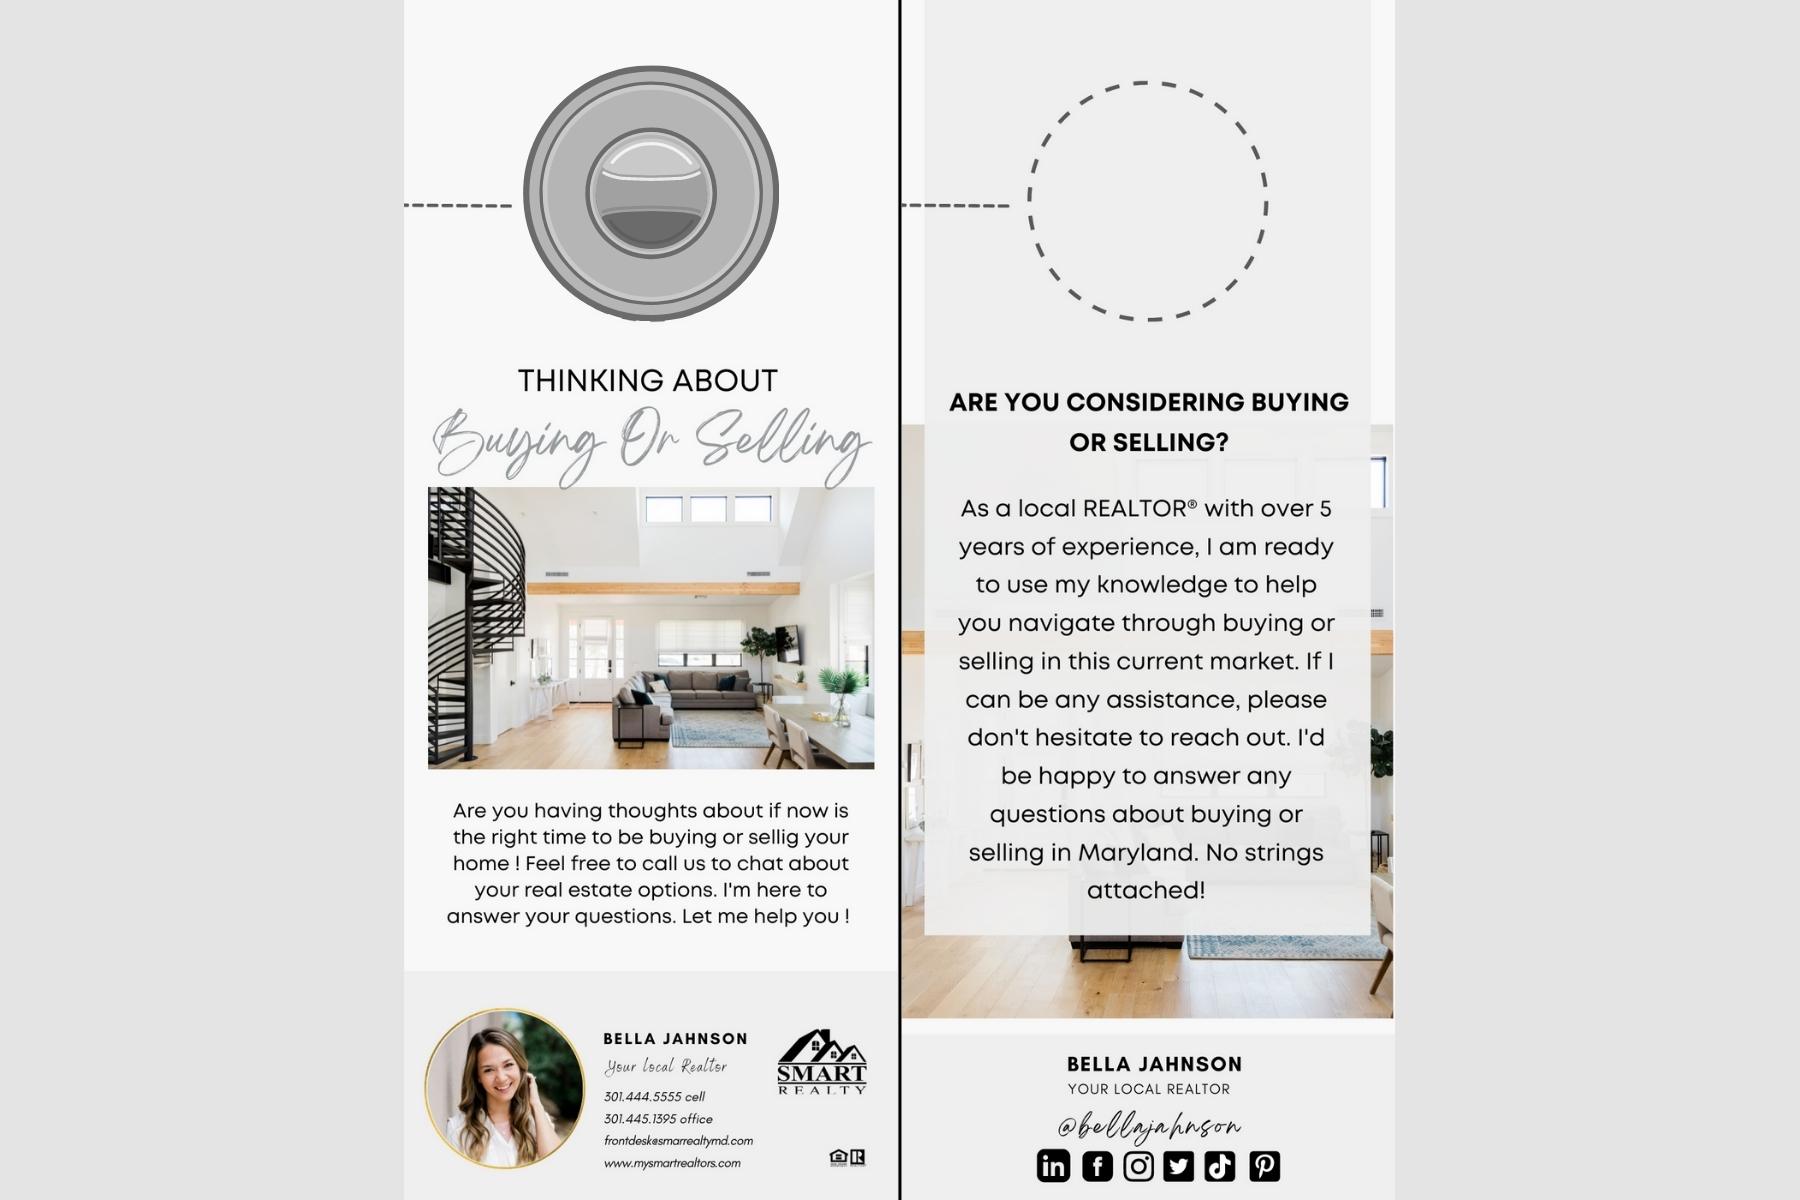 THINKING ABOUT
Buying Or Selling
Are you having thoughts about if now is
the right time to be buying or sellig your
home ! Feel free to call us to chat about
your real estate options. I'm here to
answer your questions. Let me help you !
BELLA JAHNSON
Your local Realtor
301.444.5555 cell
301.445.1395 office
frontdesk@smarrealtymd.com
www.mysmartrealtors.com
SMART
REALTY
ARE YOU CONSIDERING BUYING
OR SELLING?
As a local REALTOR® with over 5
years of experience, I am ready
to use my knowledge to help
you navigate through buying or
selling in this current market. If I
can be any assistance, please
don't hesitate to reach out. I'd
be happy to answer any
questions about buying or
selling in Maryland. No strings
attached!
BELLA JAHNSON
YOUR LOCAL REALTOR
@bellajahnson